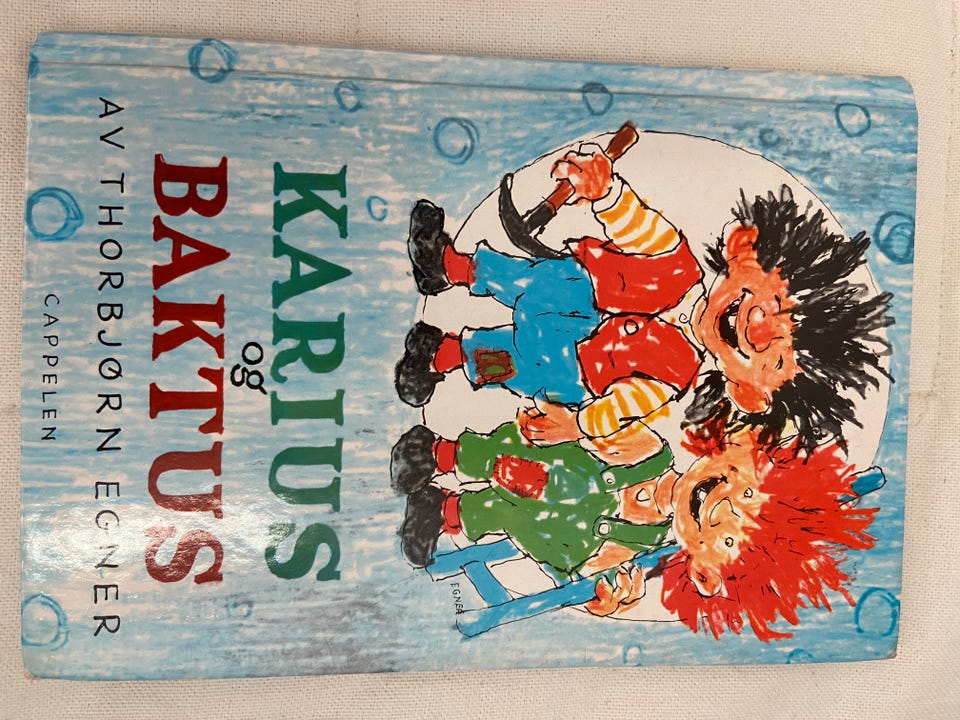 EGNER
KARIUS
og
BAKTUS
AV THORBJØRN EGNER
CAPPELEN